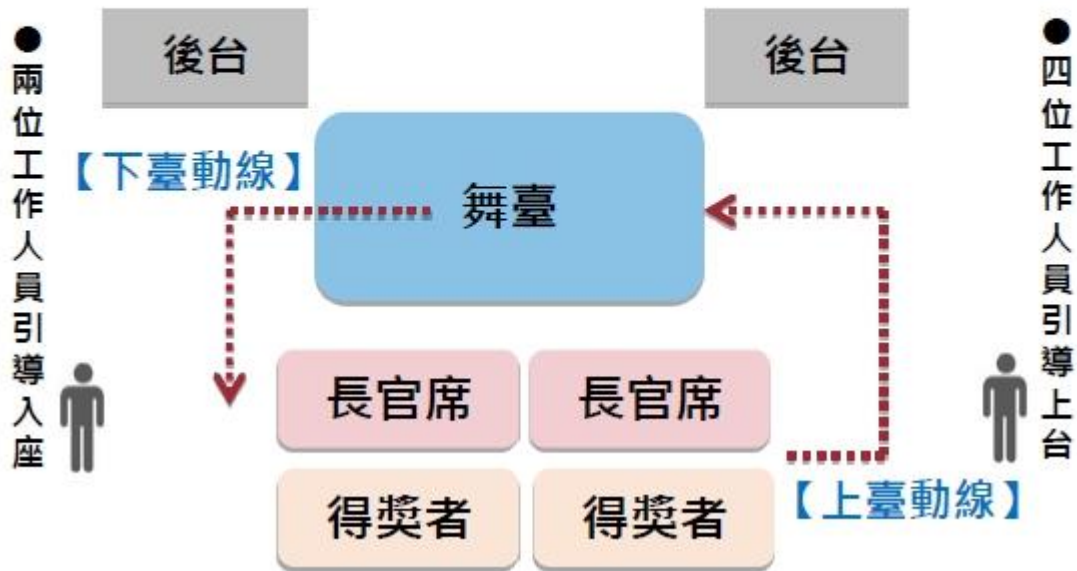 ●兩位工作人員引導入座
後台
後台
●四位工作人員引導上台
【下臺動線】
舞臺
長官席
長官席
得獎者
得獎者
【上臺動線】